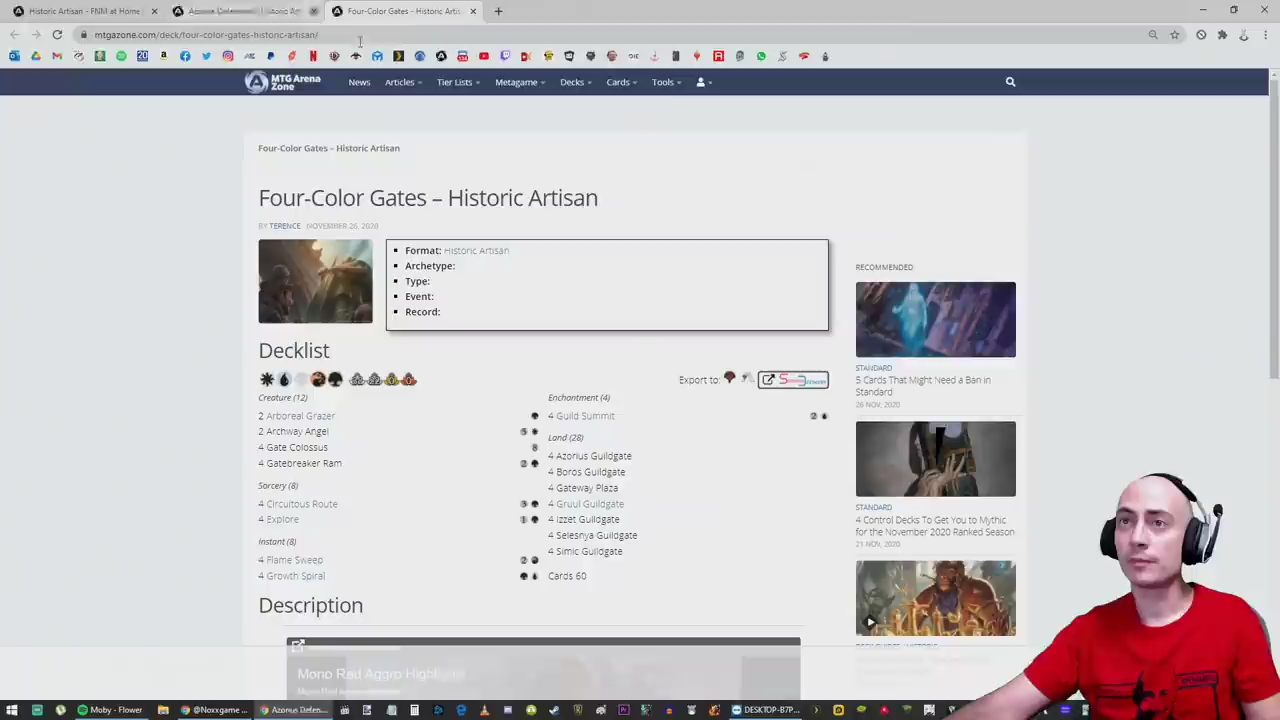 Historic Artisan - FNM at Home
Four-Color Gates – Historic Artisan
mtgazone.com/deck/four-color-gates-historic-artisan/
MTG Arena
Zone
News
Articles
Tier Lists
Metagame
Decks
Cards
Tools
Four-Color Gates – Historic Artisan
Four-Color Gates – Historic Artisan
BY TERENCE NOVEMBER 26, 2020
Format: Historic Artisan
Archetype:
Type:
Event:
Record:
Decklist
Export to:
Creature (12)
2 Arboreal Grazer
2 Archway Angel
4 Gate Colossus
4 Gatebreaker Ram
Sorcery (8)
4 Circuitous Route
4 Explore
Instant (8)
4 Flame Sweep
4 Growth Spiral
Enchantment (4)
4 Guild Summit
Land (28)
4 Azorius Guildgate
4 Boros Guildgate
4 Gateway Plaza
4 Gruul Guildgate
4 Izzet Guildgate
4 Selesnya Guildgate
4 Simic Guildgate
Cards 60
Description
Mono Red Aggro Highlights
RECOMMENDED
STANDARD
5 Cards That Might Need a Ban in
Standard
26 NOV, 2020
STANDARD
4 Control Decks To Get You to Mythic
for the November 2020 Ranked Season
21 NOV, 2020
Moby - Flower
@Noxxgame
Azorius Defen...
DESKTOP-B7P...